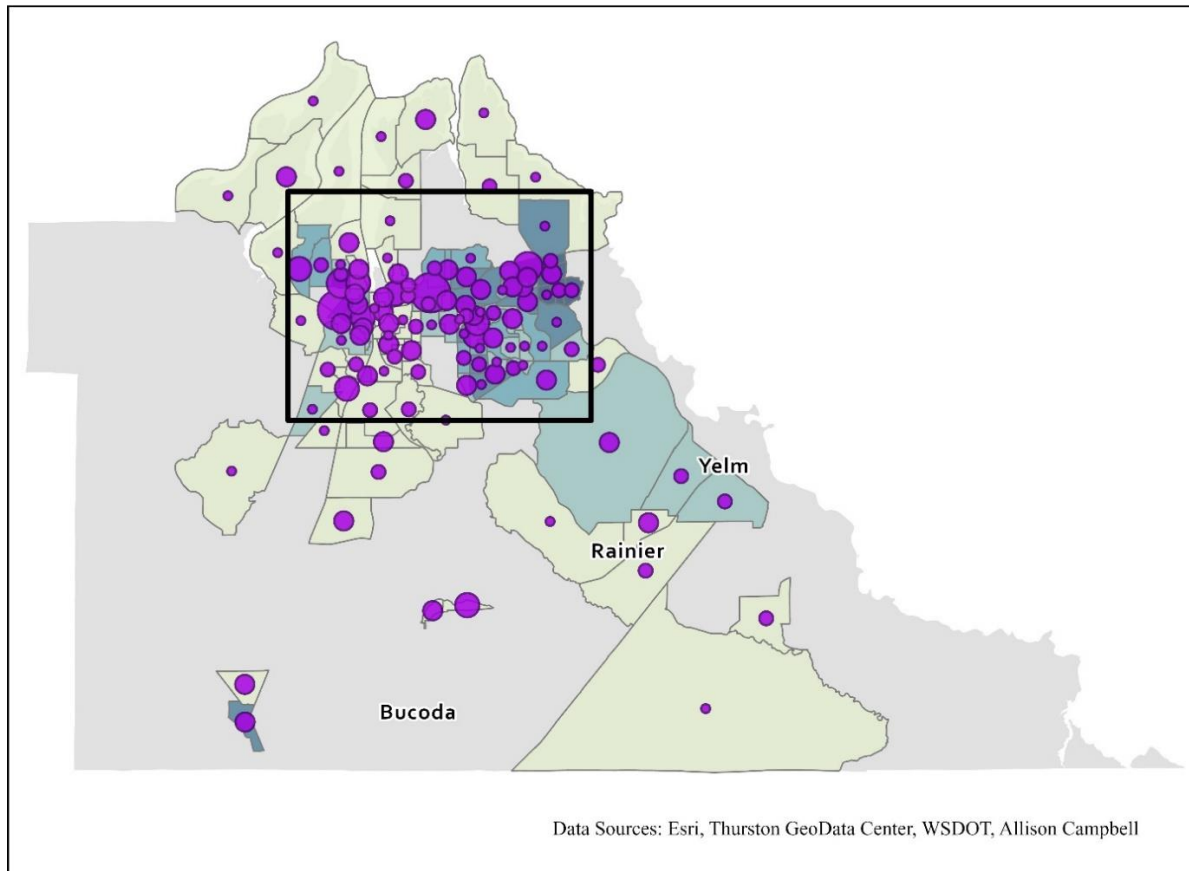 Yelm
Rainier
Bucoda
Data Sources: Esri, Thurston GeoData Center, WSDOT, Allison Campbell